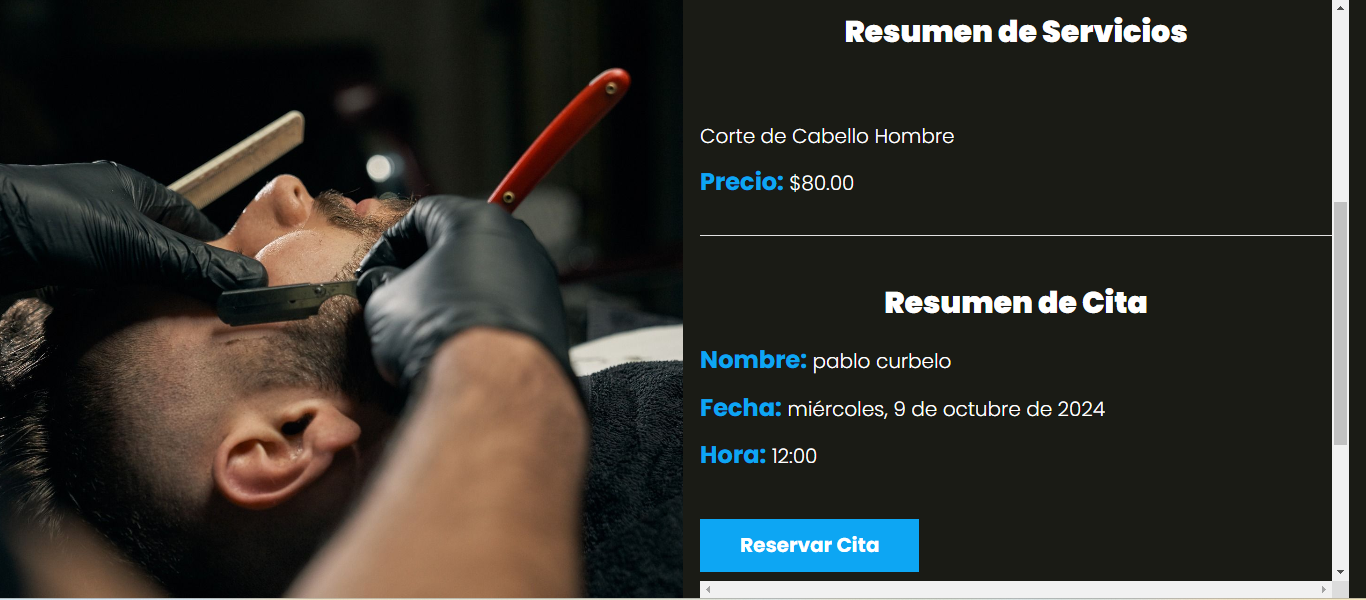 Resumen de Servicios
Corte de Cabello Hombre
Precio: $80.00
Resumen de Cita
Nombre: pablo curbelo
Fecha: miércoles, 9 de octubre de 2024
Hora: 12:00
Reservar Cita